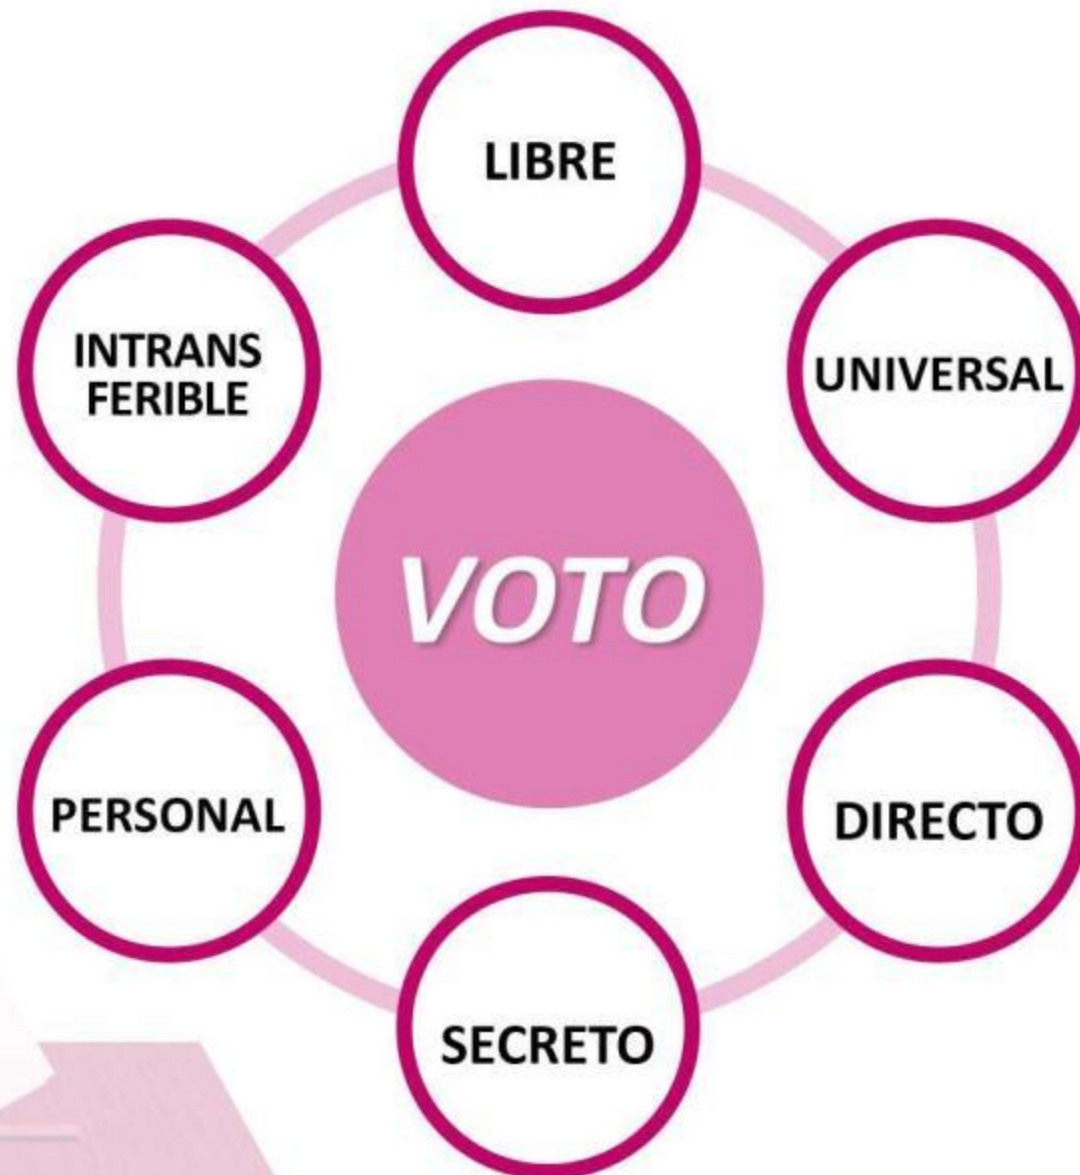 LIBRE
UNIVERSAL
DIRECTO
SECRETO
PERSONAL
INTRANS
FERIBLE
VOTO